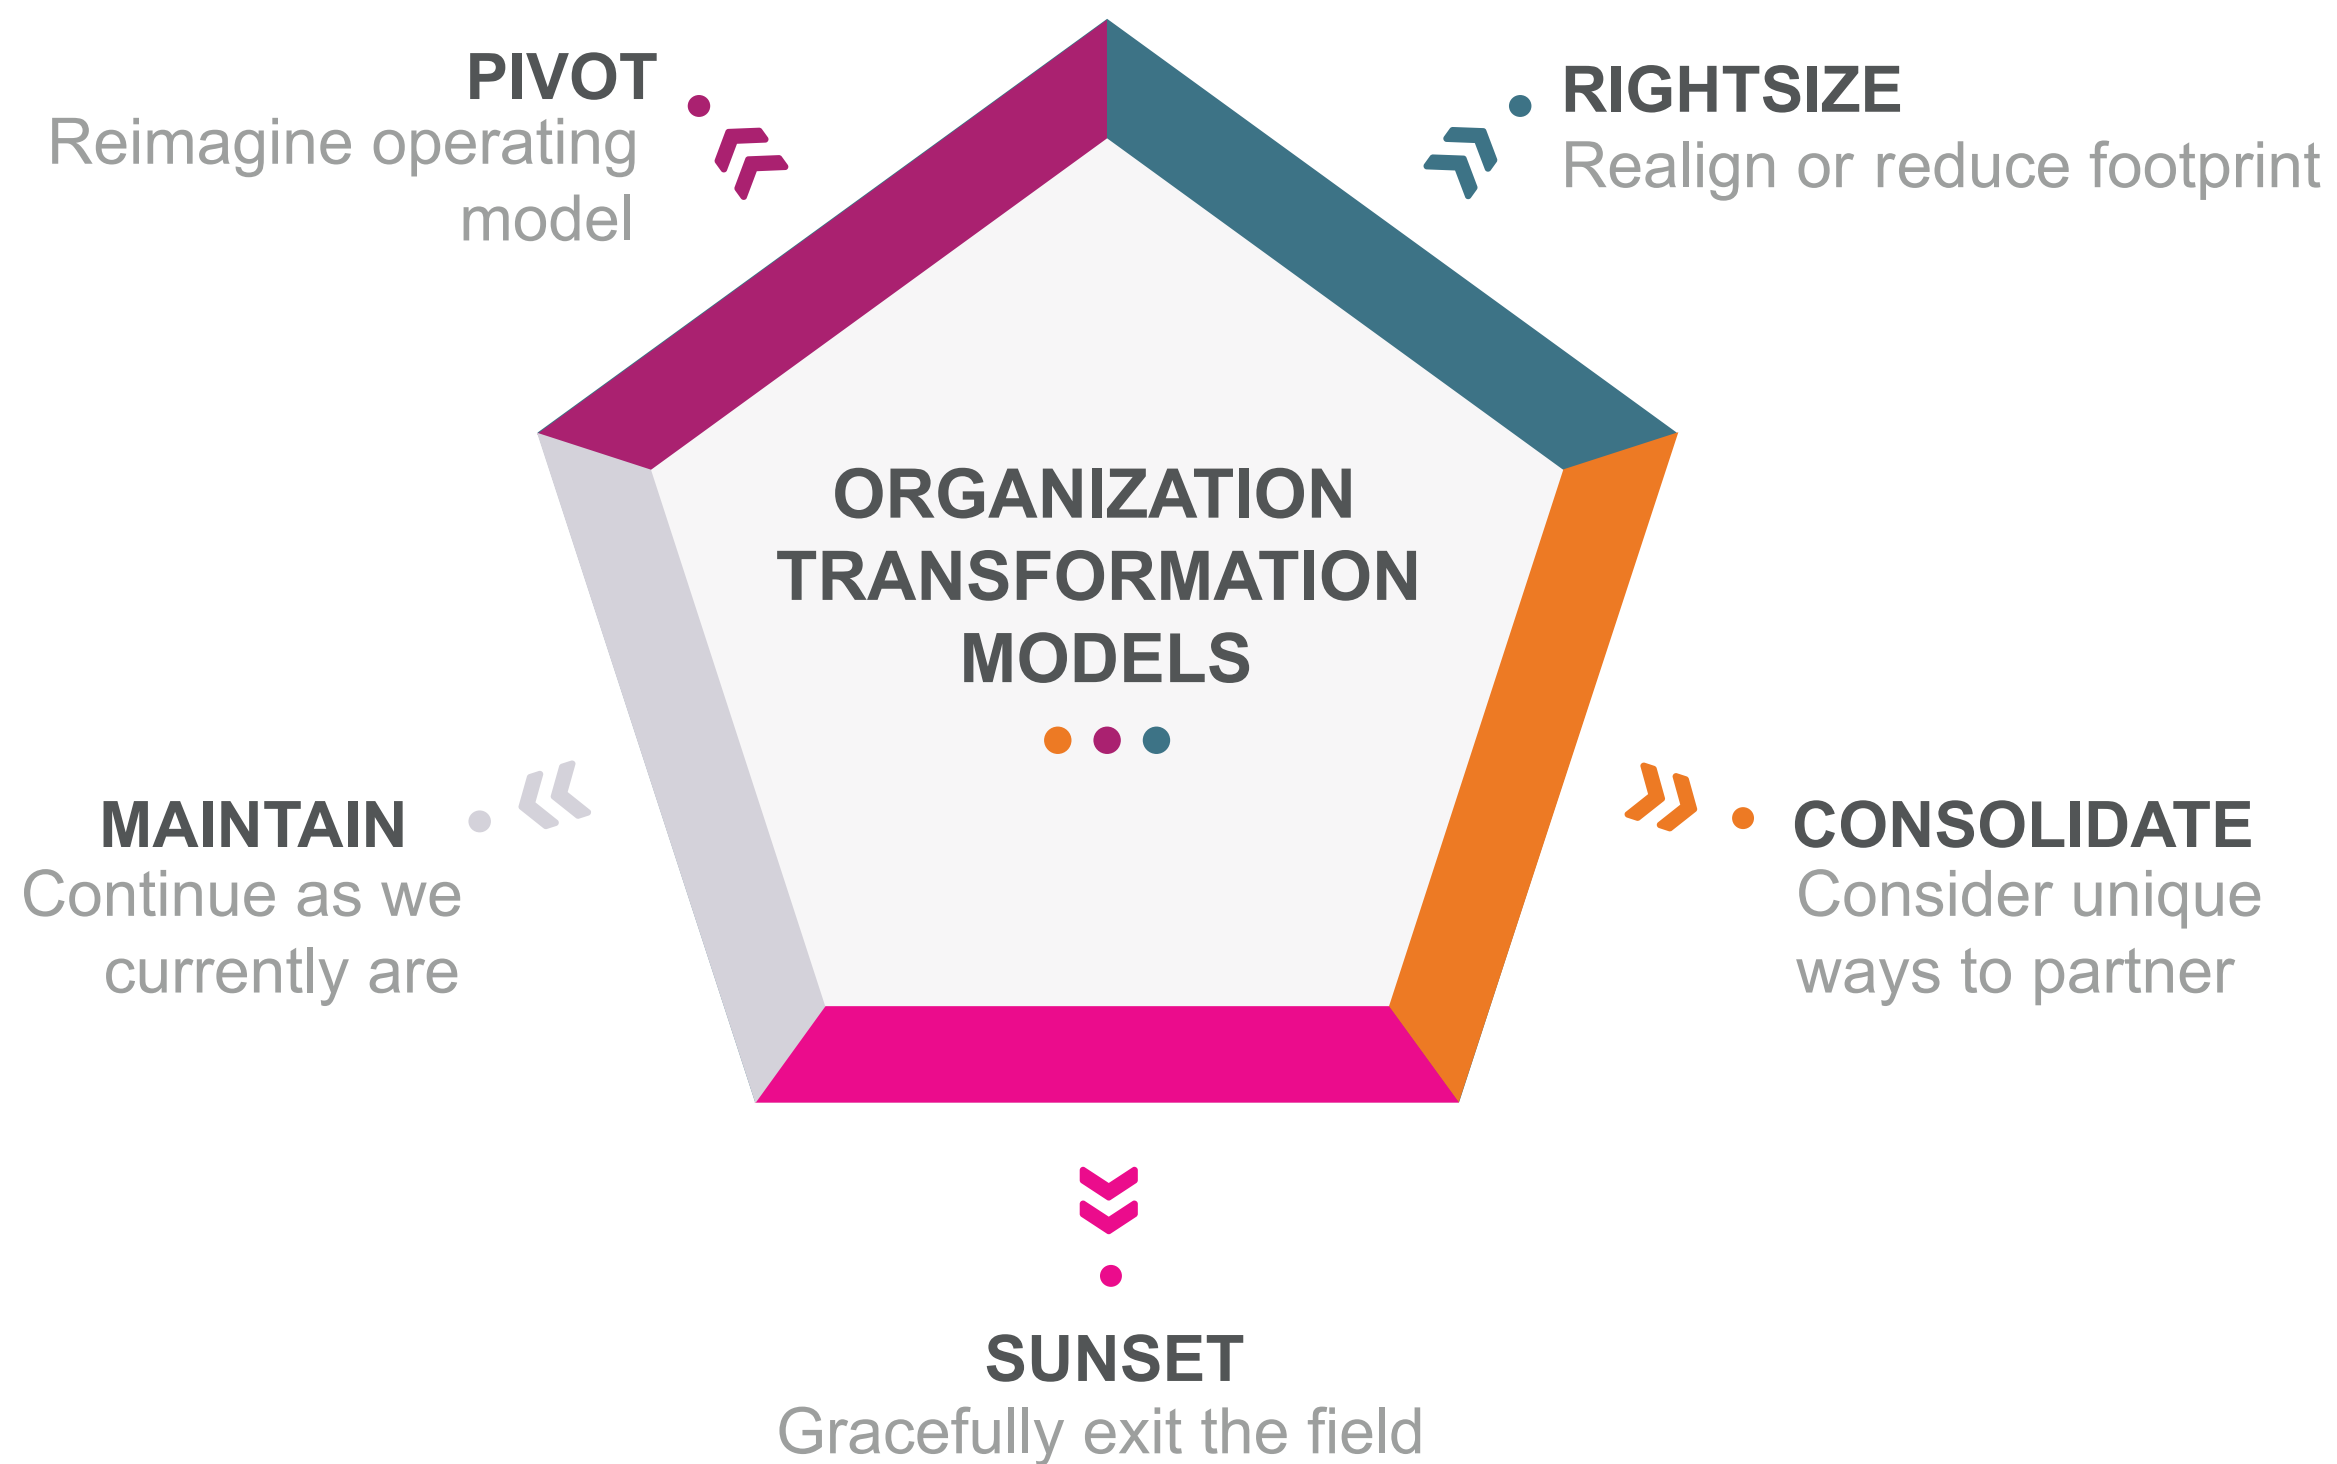 PIVOT
Reimagine operating
model
RIGHTSIZE
Realign or reduce footprint
ORGANIZATION
TRANSFORMATION
MODELS
MAINTAIN
Continue as we
currently are
CONSOLIDATE
Consider unique
ways to partner
SUNSET
Gracefully exit the field